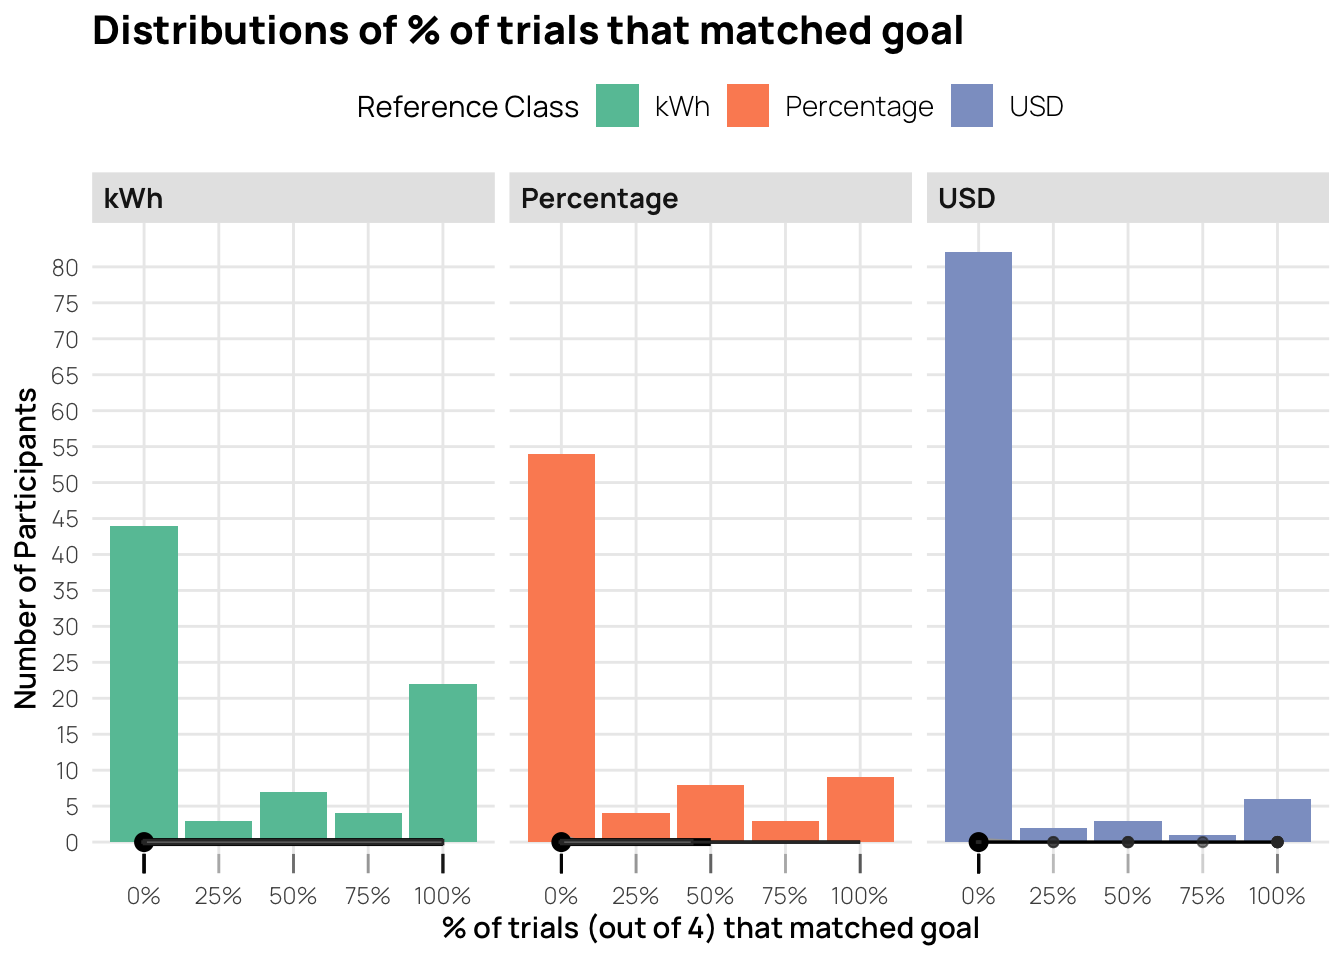 Distributions of % of trials that matched goal
Reference Class kWh Percentage USD
kWh Percentage USD
Number of Participants
80
75
70
65
60
55
50
45
40
35
30
25
20
15
10
5
0
0% 25% 50% 75% 100% 0% 25% 50% 75% 100% 0% 25% 50% 75% 100%
% of trials (out of 4) that matched goal